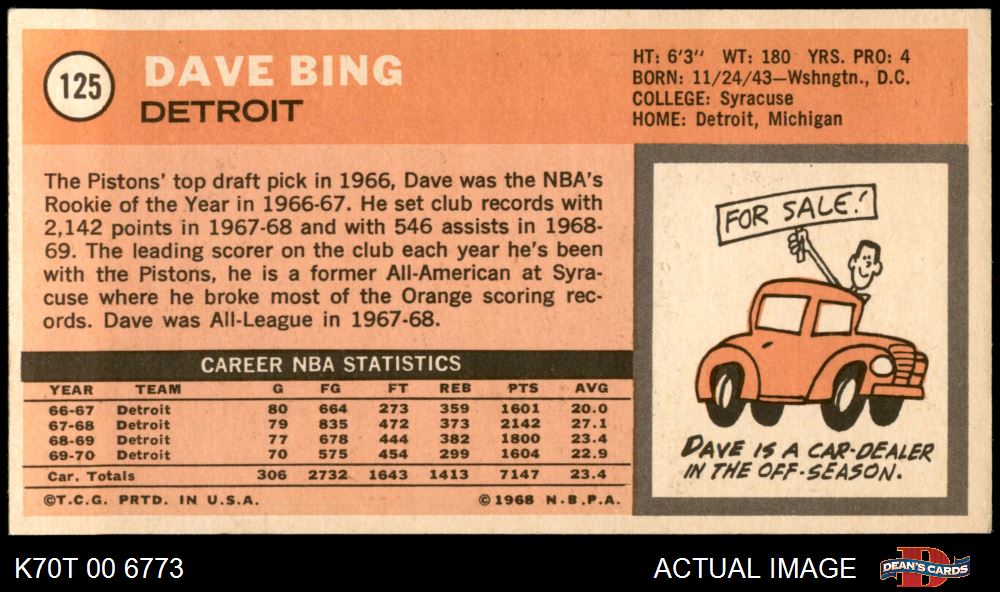 125
DAVE BING
DETROIT
HT: 6'3" WT: 180 YRS. PRO: 4
BORN: 11/24/43—Wshngtn., D.C.
COLLEGE: Syracuse
HOME: Detroit, Michigan
The Pistons' top draft pick in 1966, Dave was the NBA's
Rookie of the Year in 1966-67. He set club records with
2,142 points in 1967-68 and with 546 assists in 1968-
69. The leading scorer on the club each year he's been
with the Pistons, he is a former All-American at Syra-
cuse where he broke most of the Orange scoring rec-
ords. Dave was All-League in 1967-68.
CAREER NBA STATISTICS
YEAR TEAM G FG FT REB PTS AVG
66-67 Detroit 80 664 273 359 1601 20.0
67-68 Detroit 79 835 472 373 2142 27.1
68-69 Detroit 77 678 444 382 1800 23.4
69-70 Detroit 70 575 454 299 1604 22.9
Car. Totals 306 2732 1643 1413 7147 23.4
©T.C.G. PRTD. IN U.S.A. ©1968 N.B.P.A.
FOR SALE!
DAVE IS A CAR-DEALER
IN THE OFF-SEASON.
K70T 00 6773
ACTUAL IMAGE
D
DEAN'S CARDS